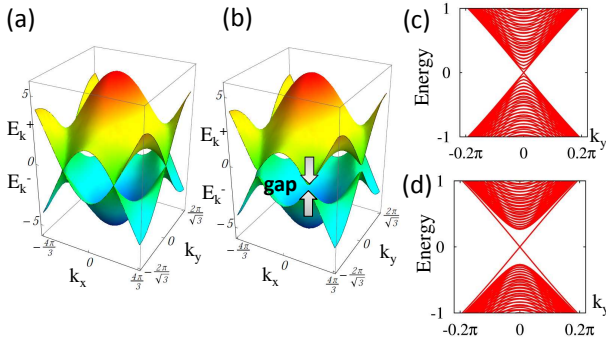 (a)
5
E_k^+
0
E_k^-
-5
-4π/3
0
k_x
4π/3
-2π/√3
0
k_y
2π/√3
(b)
5
E_k^+
0
E_k^-
-5
gap
-4π/3
0
k_x
4π/3
-2π/√3
0
k_y
2π/√3
(c)
1
Energy
0
-1
-0.2π
0
0.2π
k_y
(d)
1
Energy
0
-1
-0.2π
0
0.2π
k_y